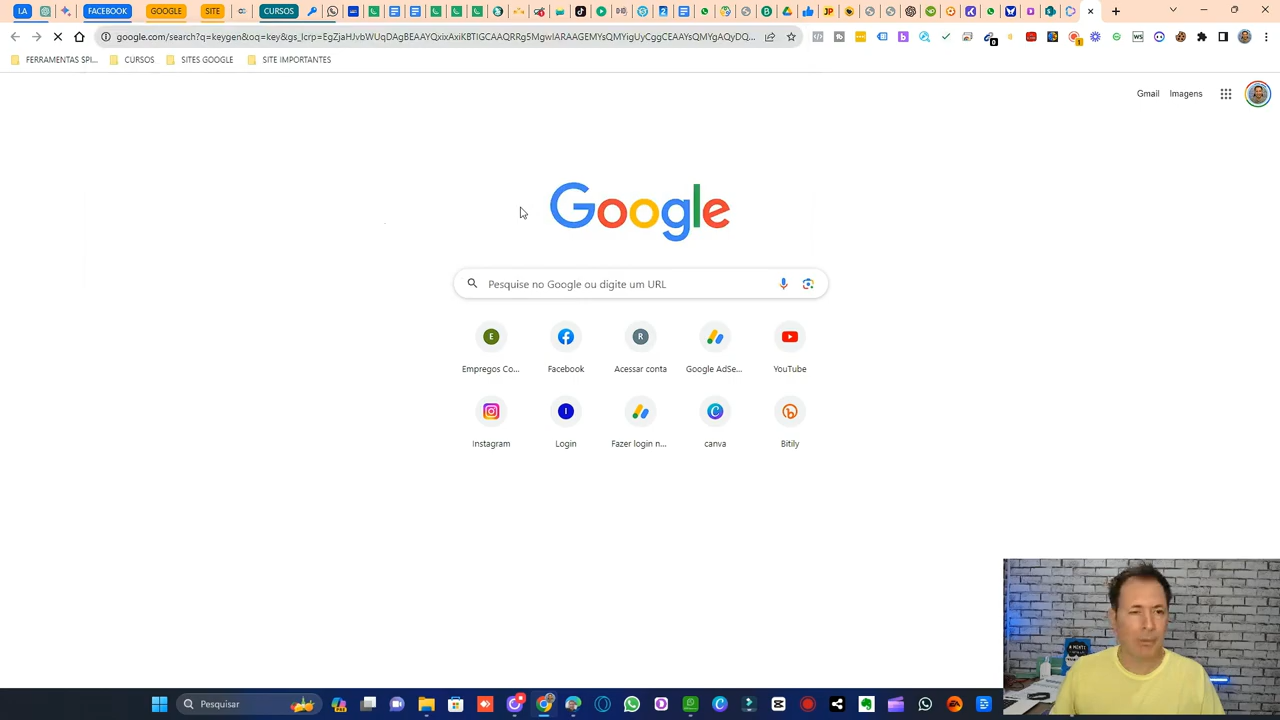 LA FACEBOOK GOOGLE SITE CURSOS
google.com/search?q=keygen&oq=key&gs_lcrp=EgZjaHJvbWUqDAgBEAAYQxixAxiKBTIGCAAQRRg5MgwIARAAGEMYsQMYigUyCggCEAAYsQMYgAQyDQ...
FERRAMENTAS SPI... CURSOS SITES GOOGLE SITE IMPORTANTES
Gmail Imagens
Google
Pesquise no Google ou digite um URL
E R
Empregos Co... Facebook Acessar conta Google AdSe... YouTube
I
Instagram Login Fazer login n... canva Bitily
Pesquisar